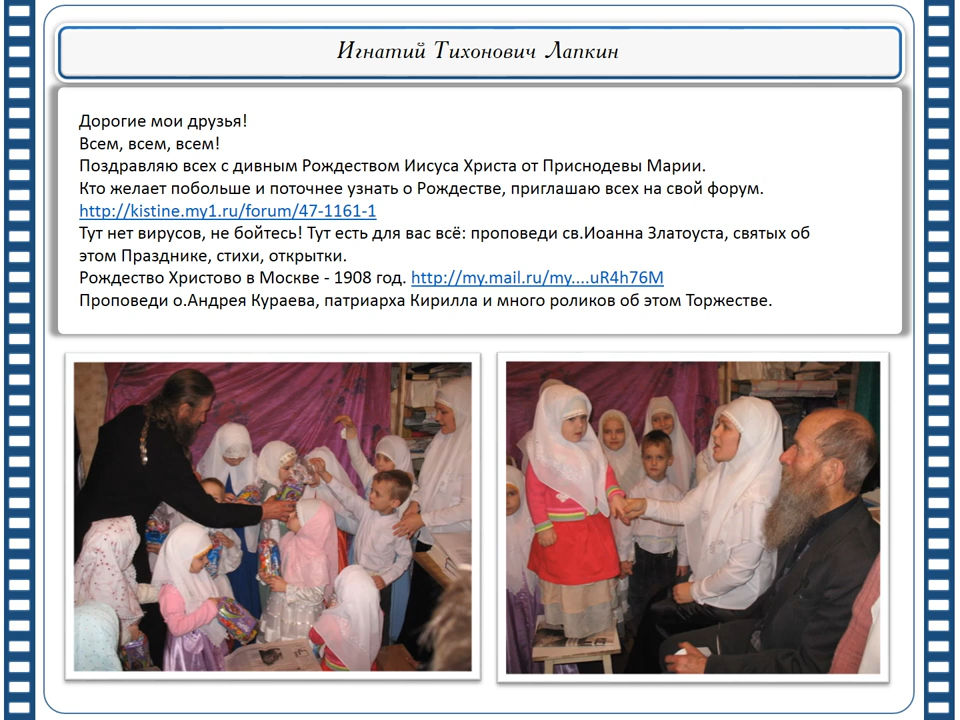 Игнатий Тихонович Лапкин
Дорогие мои друзья!
Всем, всем, всем!
Поздравляю всех с дивным Рождеством Иисуса Христа от Приснодевы Марии.
Кто желает побольше и поточнее узнать о Рождестве, приглашаю всех на свой форум.
http://kistine.my1.ru/forum/47-1161-1
Тут нет вирусов, не бойтесь! Тут есть для вас всё: проповеди св.Иоанна Златоуста, святых об
этом Празднике, стихи, открытки.
Рождество Христово в Москве - 1908 год. http://my.mail.ru/my....uR4h76M
Проповеди о.Андрея Кураева, патриарха Кирилла и много роликов об этом Торжестве.